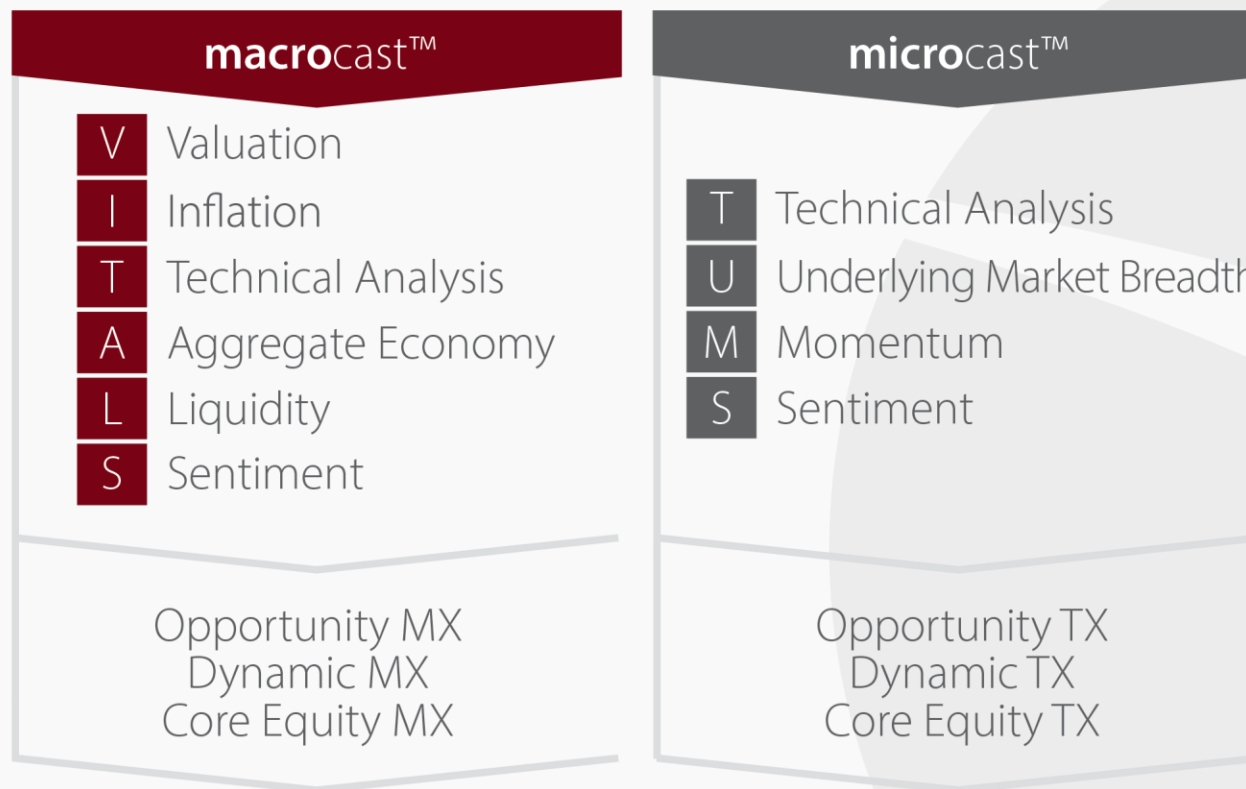 macrocast™
V Valuation
I Inflation
T Technical Analysis
A Aggregate Economy
L Liquidity
S Sentiment
Opportunity MX
Dynamic MX
Core Equity MX
microcast™
T Technical Analysis
U Underlying Market Breadth
M Momentum
S Sentiment
Opportunity TX
Dynamic TX
Core Equity TX